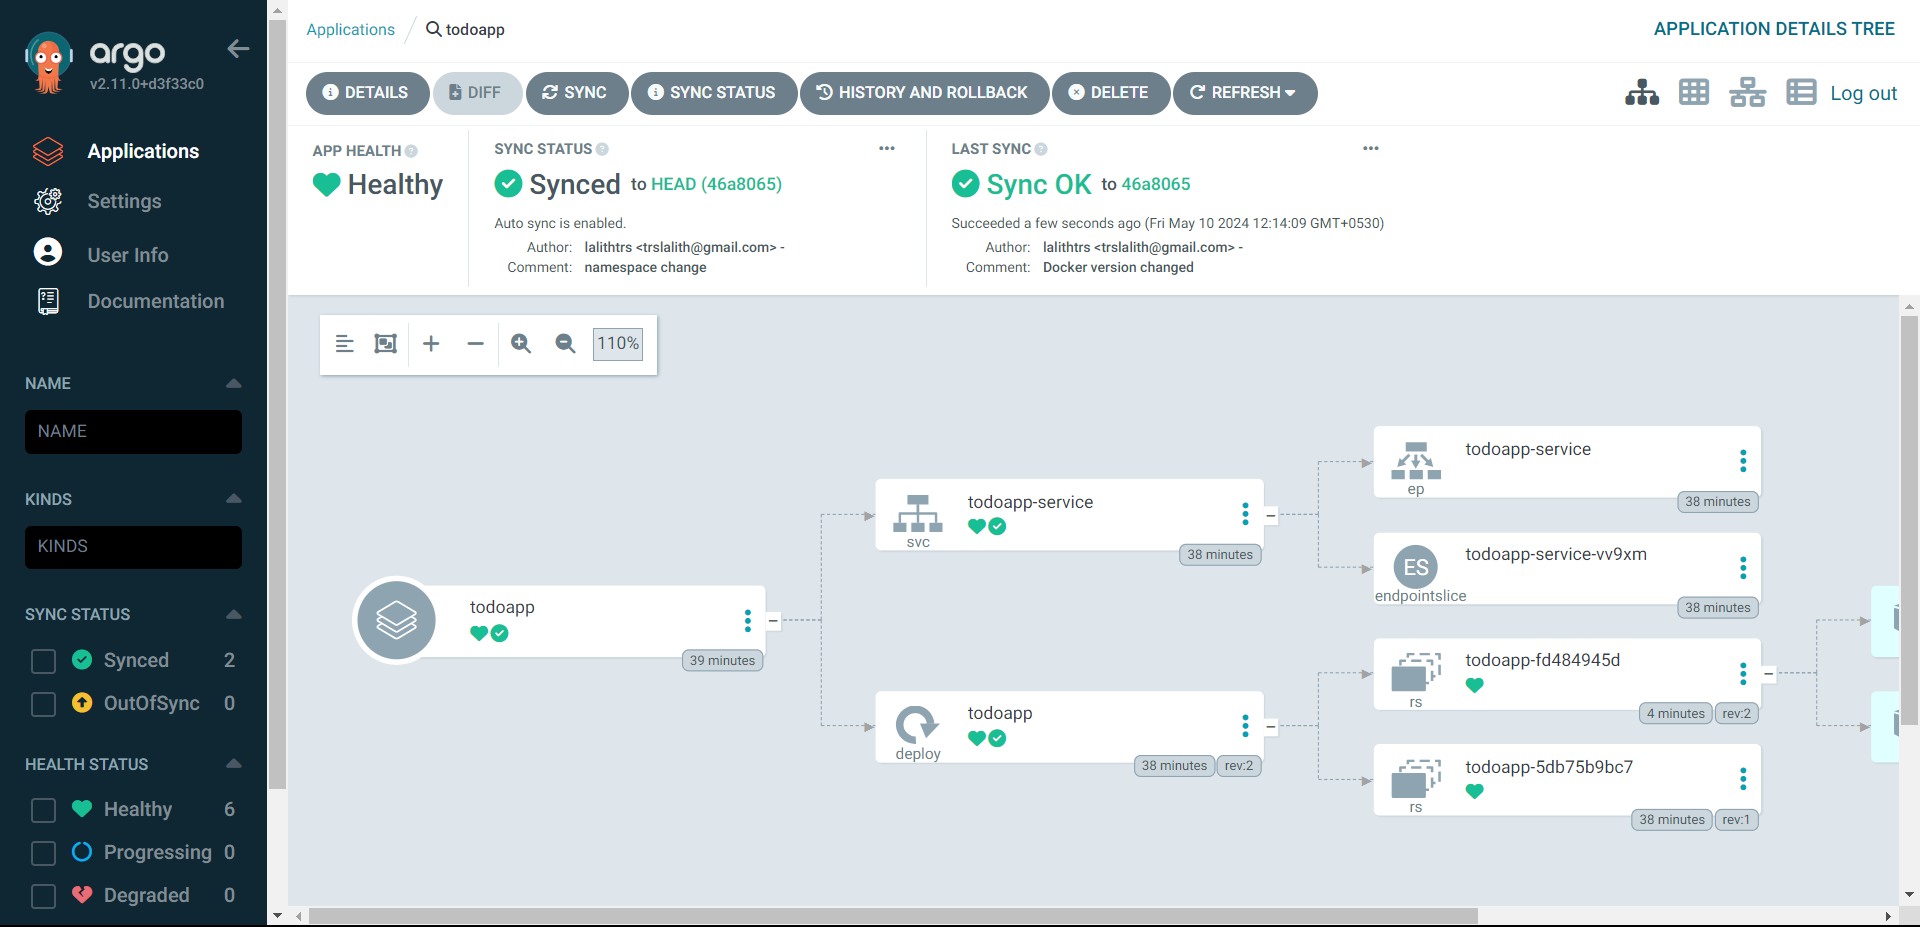 argo
v2.11.0+d3f33c0
Applications
Settings
User Info
Documentation
NAME
NAME
KINDS
KINDS
SYNC STATUS
Synced 2
OutOfSync 0
HEALTH STATUS
Healthy 6
Progressing 0
Degraded 0
Applications / todoapp
APPLICATION DETAILS TREE
DETAILS DIFF SYNC SYNC STATUS HISTORY AND ROLLBACK DELETE REFRESH
Log out
APP HEALTH
Healthy
SYNC STATUS
Synced to HEAD (46a8065)
Auto sync is enabled.
Author: lalithtrs <trslalith@gmail.com> -
Comment: namespace change
LAST SYNC
Sync OK to 46a8065
Succeeded a few seconds ago (Fri May 10 2024 12:14:09 GMT+0530)
Author: lalithtrs <trslalith@gmail.com> -
Comment: Docker version changed
110%
todoapp
39 minutes
todoapp-service
svc
38 minutes
todoapp
deploy
38 minutes rev:2
todoapp-service
ep
38 minutes
ES
todoapp-service-vv9xm
endpointslice
38 minutes
todoapp-fd484945d
rs
4 minutes rev:2
todoapp-5db75b9bc7
rs
38 minutes rev:1